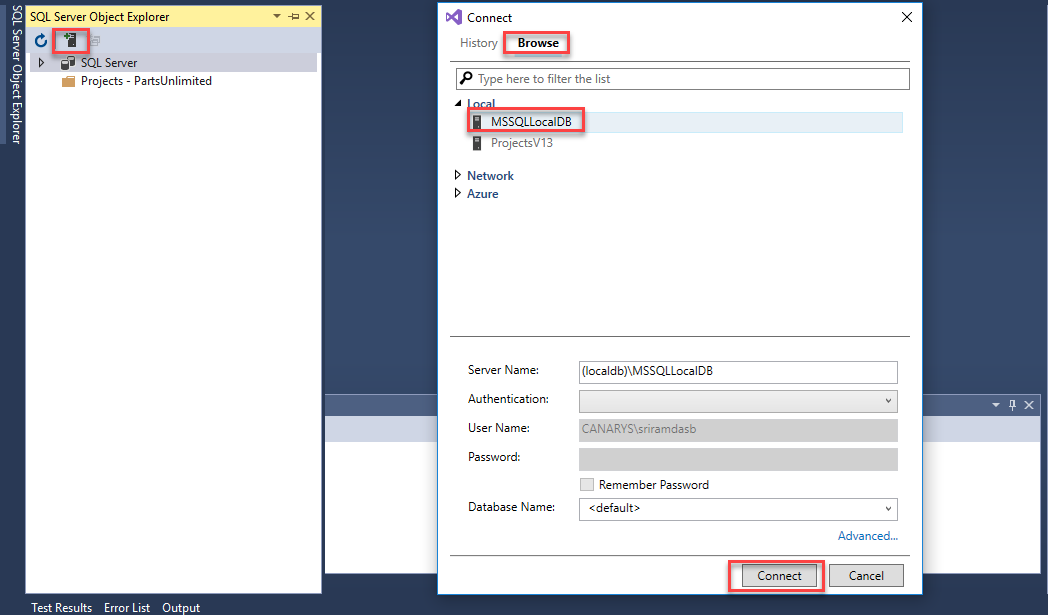 SQL Server Object Explorer
SQL Server Object Explorer
SQL Server
Projects - PartsUnlimited
Connect
History Browse
Type here to filter the list
Local
MSSQLLocalDB
ProjectsV13
Network
Azure
Server Name: (localdb)\MSSQLLocalDB
Authentication:
User Name: CANARYS\sriramdasb
Password:
Remember Password
Database Name: <default>
Advanced...
Connect Cancel
Test Results Error List Output